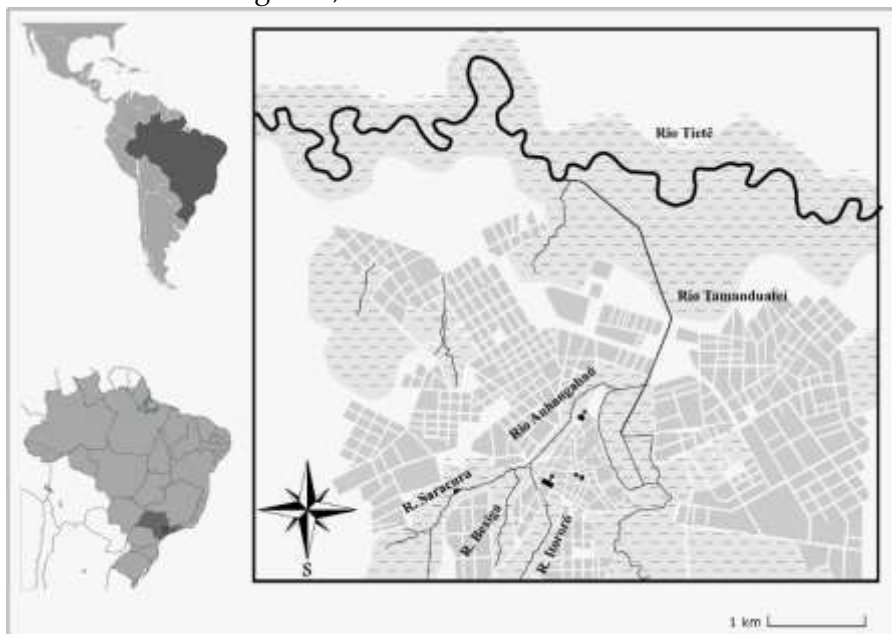 Rio Tietê
Rio Tamanduateí
Rio Anhangabaú
R. Saracura
R. Bexiga
R. Itororó
S
1 km